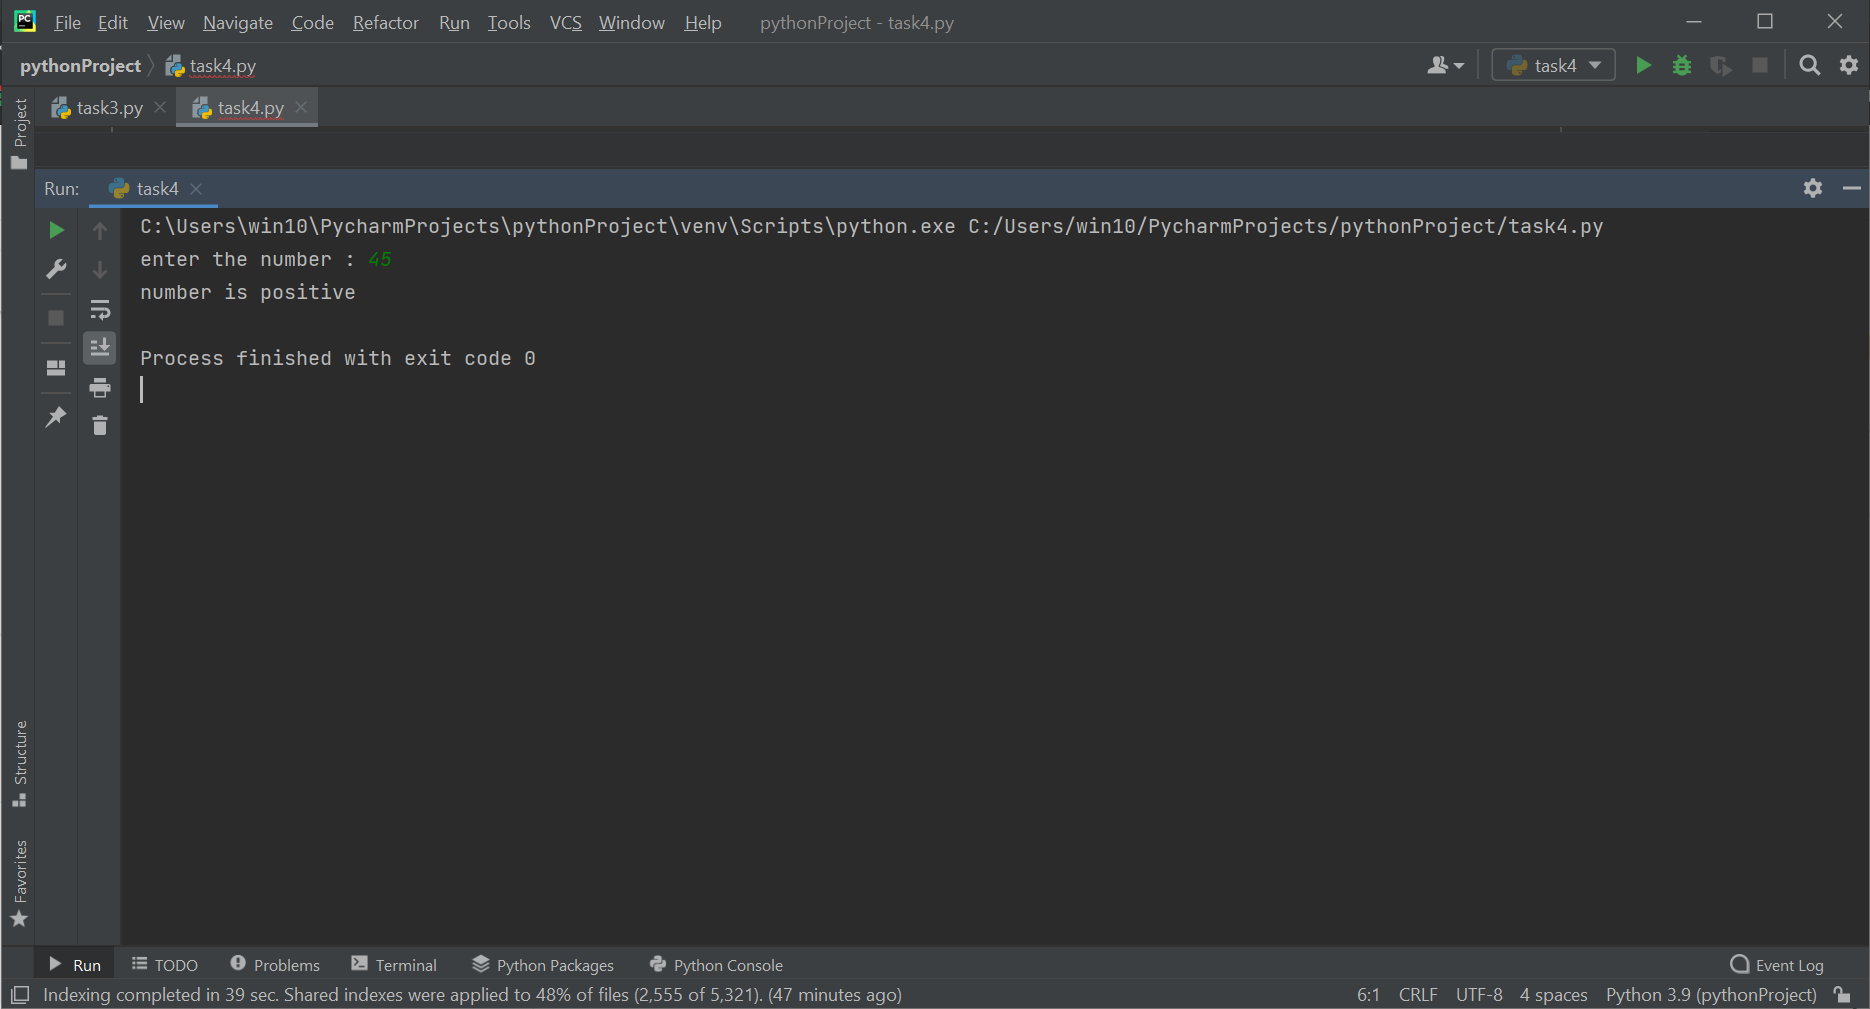 PC File Edit View Navigate Code Refactor Run Tools VCS Window Help pythonProject - task4.py
pythonProject task4.py task4
task3.py task4.py
Project
Run: task4
C:\Users\win10\PycharmProjects\pythonProject\venv\Scripts\python.exe C:/Users/win10/PycharmProjects/pythonProject/task4.py
enter the number : 45
number is positive
Process finished with exit code 0
Structure
Favorites
Run TODO Problems Terminal Python Packages Python Console Event Log
Indexing completed in 39 sec. Shared indexes were applied to 48% of files (2,555 of 5,321). (47 minutes ago) 6:1 CRLF UTF-8 4 spaces Python 3.9 (pythonProject)